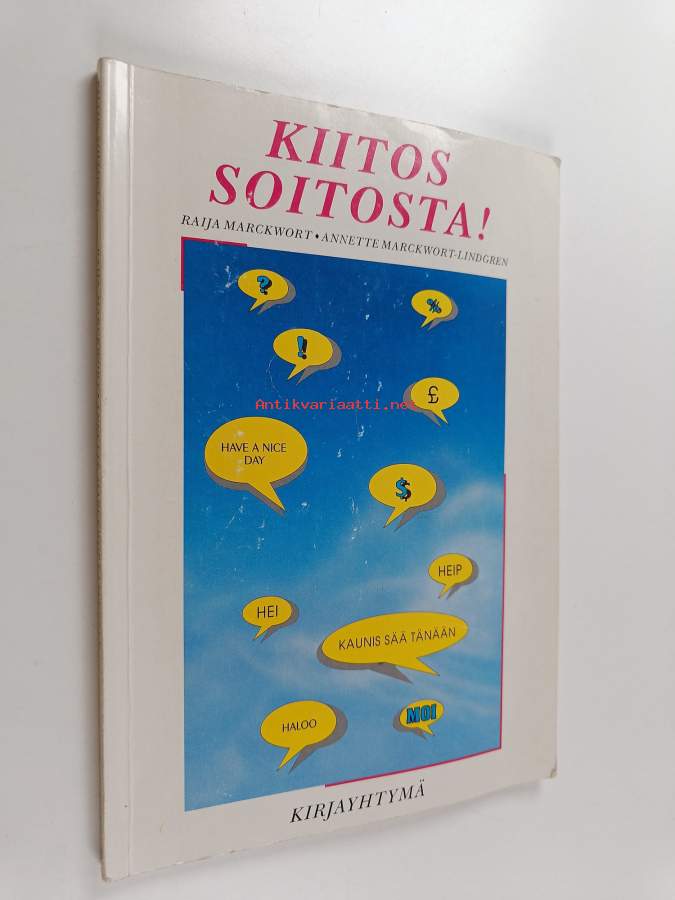 KIITOS
SOITOSTA!
RAIJA MARCKWORT • ANNETTE MARCKWORT-LINDGREN
?
%
!
£
Antikvariaatti.net
HAVE A NICE
DAY
$
HEIP
HEI
KAUNIS SÄÄ TÄNÄÄN
MOI
HALOO
KIRJAYHTYMÄ